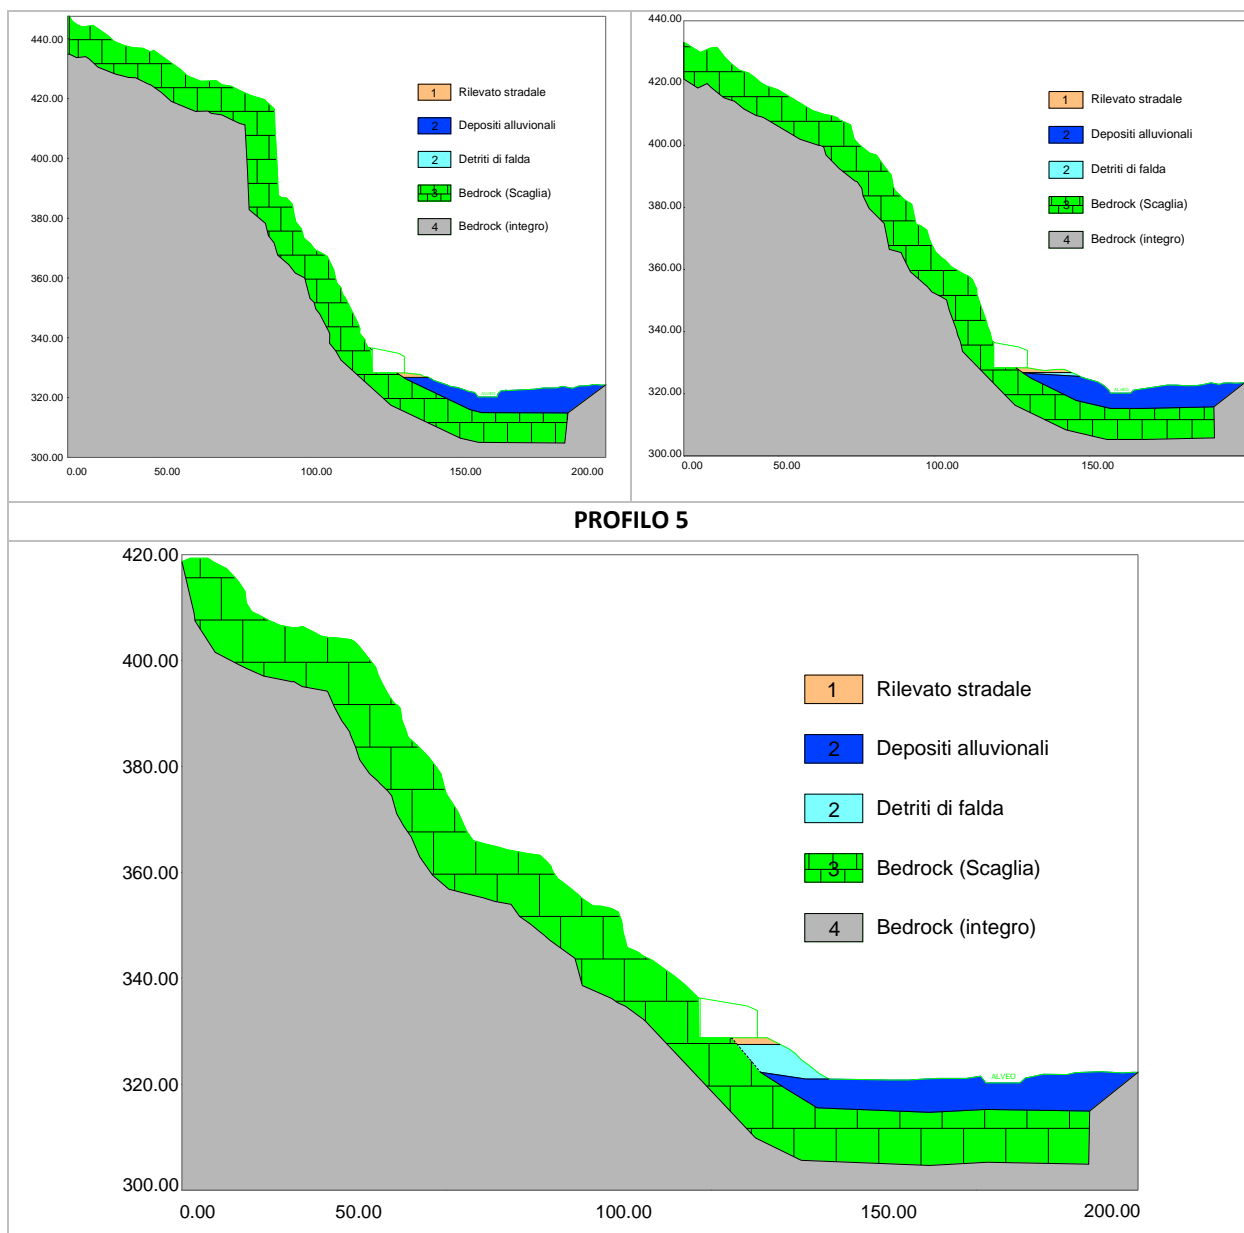 440.00
420.00
400.00
380.00
360.00
340.00
320.00
300.00
0.00 50.00 100.00 150.00 200.00
1 Rilevato stradale
2 Depositi alluvionali
2 Detriti di falda
3 Bedrock (Scaglia)
4 Bedrock (integro)
ALVEO
440.00
420.00
400.00
380.00
360.00
340.00
320.00
300.00
0.00 50.00 100.00 150.00
1 Rilevato stradale
2 Depositi alluvionali
2 Detriti di falda
3 Bedrock (Scaglia)
4 Bedrock (integro)
ALVEO
PROFILO 5
420.00
400.00
380.00
360.00
340.00
320.00
300.00
0.00 50.00 100.00 150.00 200.00
1 Rilevato stradale
2 Depositi alluvionali
2 Detriti di falda
3 Bedrock (Scaglia)
4 Bedrock (integro)
ALVEO